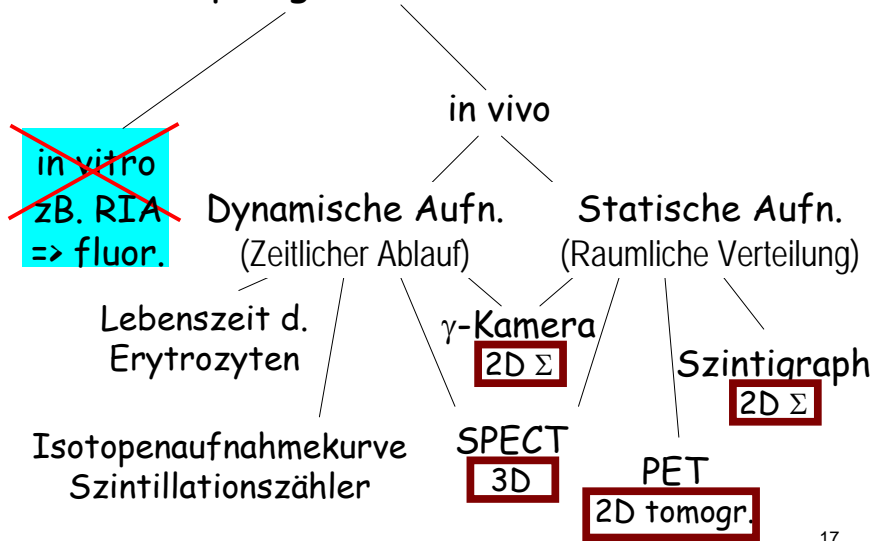 in vivo
in vitro
zB. RIA
=> fluor.
Dynamische Aufn.
(Zeitlicher Ablauf)
Statische Aufn.
(Raumliche Verteilung)
Lebenszeit d.
Erytrozyten
γ-Kamera
2D Σ
Szintigraph
2D Σ
Isotopenaufnahmekurve
Szintillationszähler
SPECT
3D
PET
2D tomogr.
17